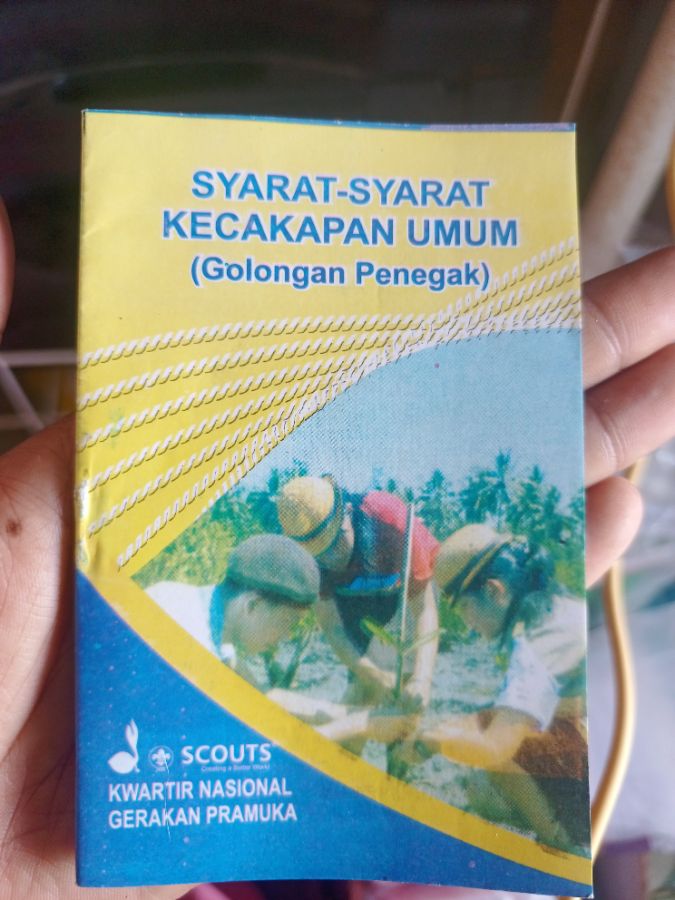 SYARAT-SYARAT
KECAKAPAN UMUM
(Golongan Penegak)
SCOUTS
Creating a Better World
KWARTIR NASIONAL
GERAKAN PRAMUKA